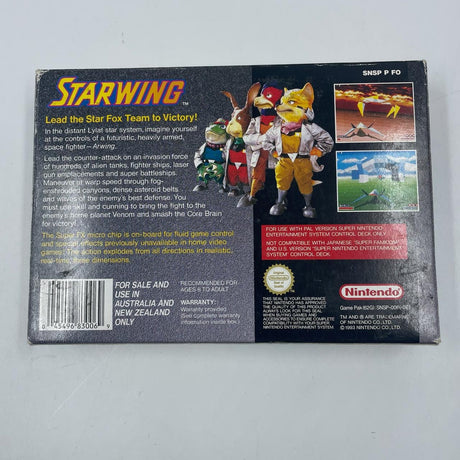 SNSP P FO
STARWING
TM
Lead the Star Fox Team to Victory!
In the distant Lylat star system, imagine yourself
at the controls of a futuristic, heavily armed,
space fighter—Arwing.
Lead the counter-attack on an invasion force
of hundreds of alien tanks, fighter ships, laser
gun emplacements and super battleships.
Maneuver at warp speed through fog-
enshrouded canyons, dense asteroid belts
and waves of the enemy's best defense. You
must use skill and cunning to bring the fight to the
enemy's home planet Venom and smash the Core Brain
for victory!
The Super FX micro chip is on-board for fluid game control
and special effects previously unavailable in home video
games. The action explodes from all directions in realistic,
real-time, three dimensions.
FOR USE WITH PAL VERSION SUPER NINTENDO
ENTERTAINMENT SYSTEM CONTROL DECK ONLY
NOT COMPATIBLE WITH JAPANESE "SUPER FAMICOM"
AND U.S. VERSION "SUPER NINTENDO ENTERTAINMENT
SYSTEM" CONTROL DECK
FOR SALE AND
USE IN
AUSTRALIA AND
NEW ZEALAND
ONLY
RECOMMENDED FOR
AGES 6 TO ADULT
WARRANTY:
Warranty provided
(See complete warranty
information inside box.)
THIS SEAL IS YOUR ASSURANCE
THAT NINTENDO HAS APPROVED
THE QUALITY OF THIS PRODUCT.
ALWAYS LOOK FOR THIS SEAL
WHEN BUYING GAMES AND
ACCESSORIES TO ENSURE
COMPATIBILITY WITH YOUR SUPER
NINTENDO ENTERTAINMENT SYSTEM.
Nintendo
Game Pak
TM AND ® ARE TRADEMARKS
OF NINTENDO CO., LTD.
© 1993 NINTENDO CO., LTD.